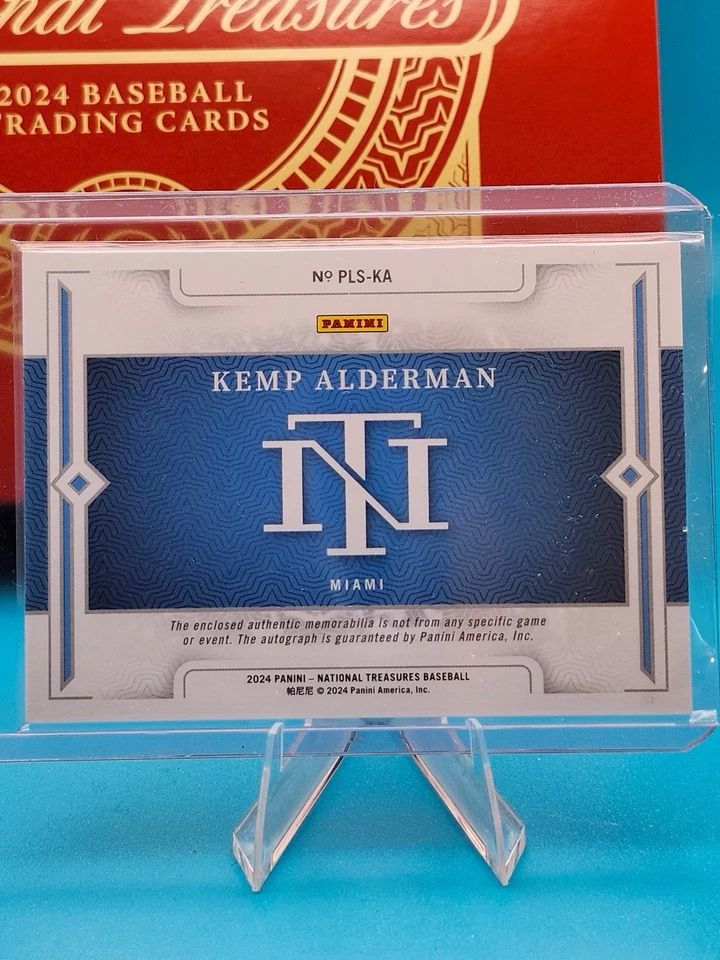 nal Treasures
2024 BASEBALL
TRADING CARDS
Nº PLS-KA
PANINI
KEMP ALDERMAN
NT
MIAMI
The enclosed authentic memorabilia is not from any specific game
or event. The autograph is guaranteed by Panini America, Inc.
2024 PANINI – NATIONAL TREASURES BASEBALL
帕尼尼 © 2024 Panini America, Inc.